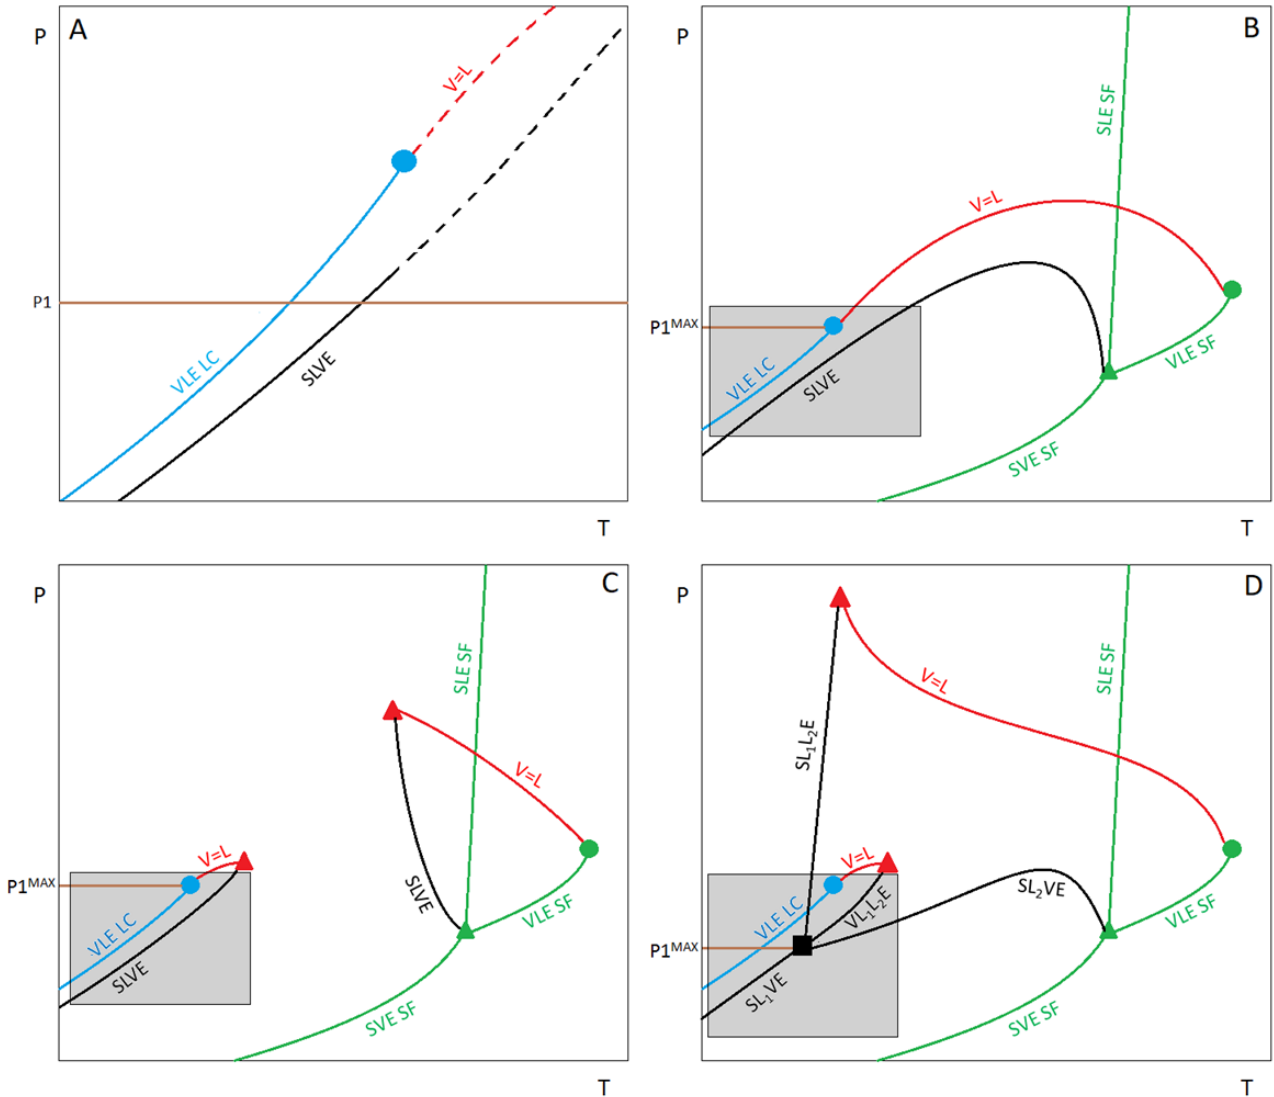 A
P
V=L
P1
VLE LC
SLVE
T
B
P
SLE SF
V=L
P1MAX
VLE LC
SLVE
VLE SF
SVE SF
T
C
P
SLE SF
V=L
V=L
P1MAX
SLVE
VLE LC
VLE SF
SLVE
SVE SF
T
D
P
SLE SF
V=L
SL1L2E
V=L
SL2VE
VLE LC
VL1L2E
VLE SF
P1MAX
SL1VE
SVE SF
T